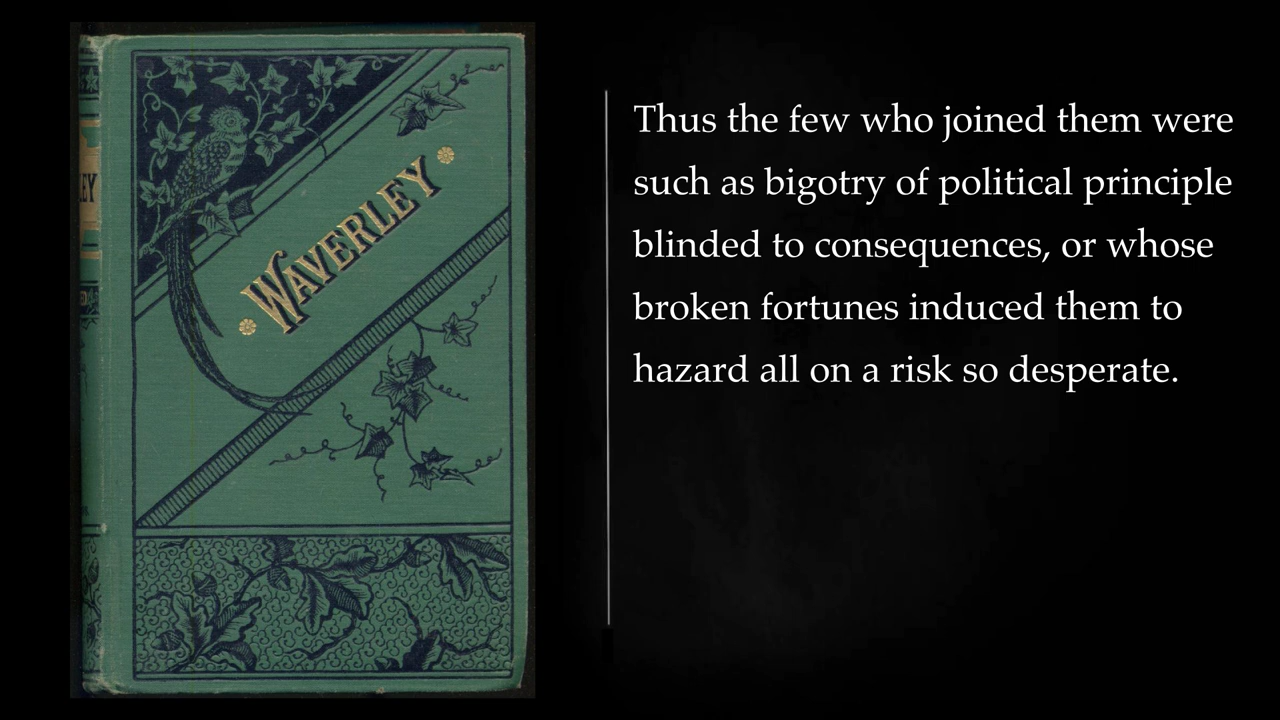 WAVERLEY
LEY
Thus the few who joined them were
such as bigotry of political principle
blinded to consequences, or whose
broken fortunes induced them to
hazard all on a risk so desperate.